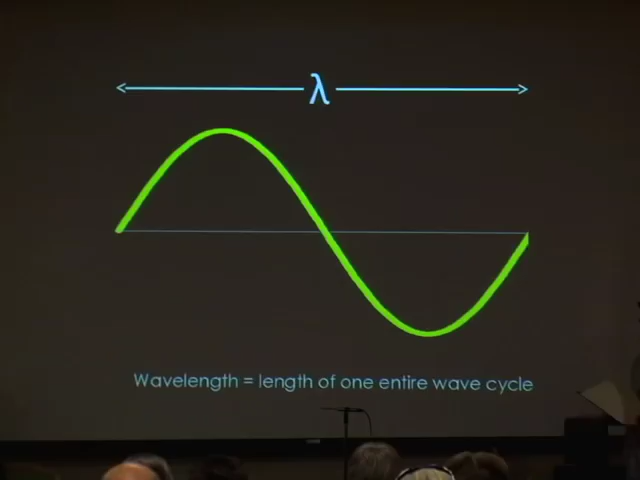 λ
Wavelength = length of one entire wave cycle